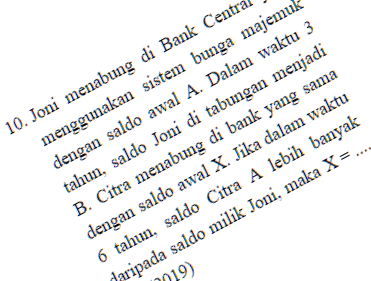 10. Joni menabung di Bank Central
menggunakan sistem bunga majemuk
dengan saldo awal A. Dalam waktu 3
tahun, saldo Joni di tabungan menjadi
B. Citra menabung di bank yang sama
dengan saldo awal X. Jika dalam waktu
6 tahun, saldo Citra A lebih banyak
daripada saldo milik Joni, maka X = ....
2019)